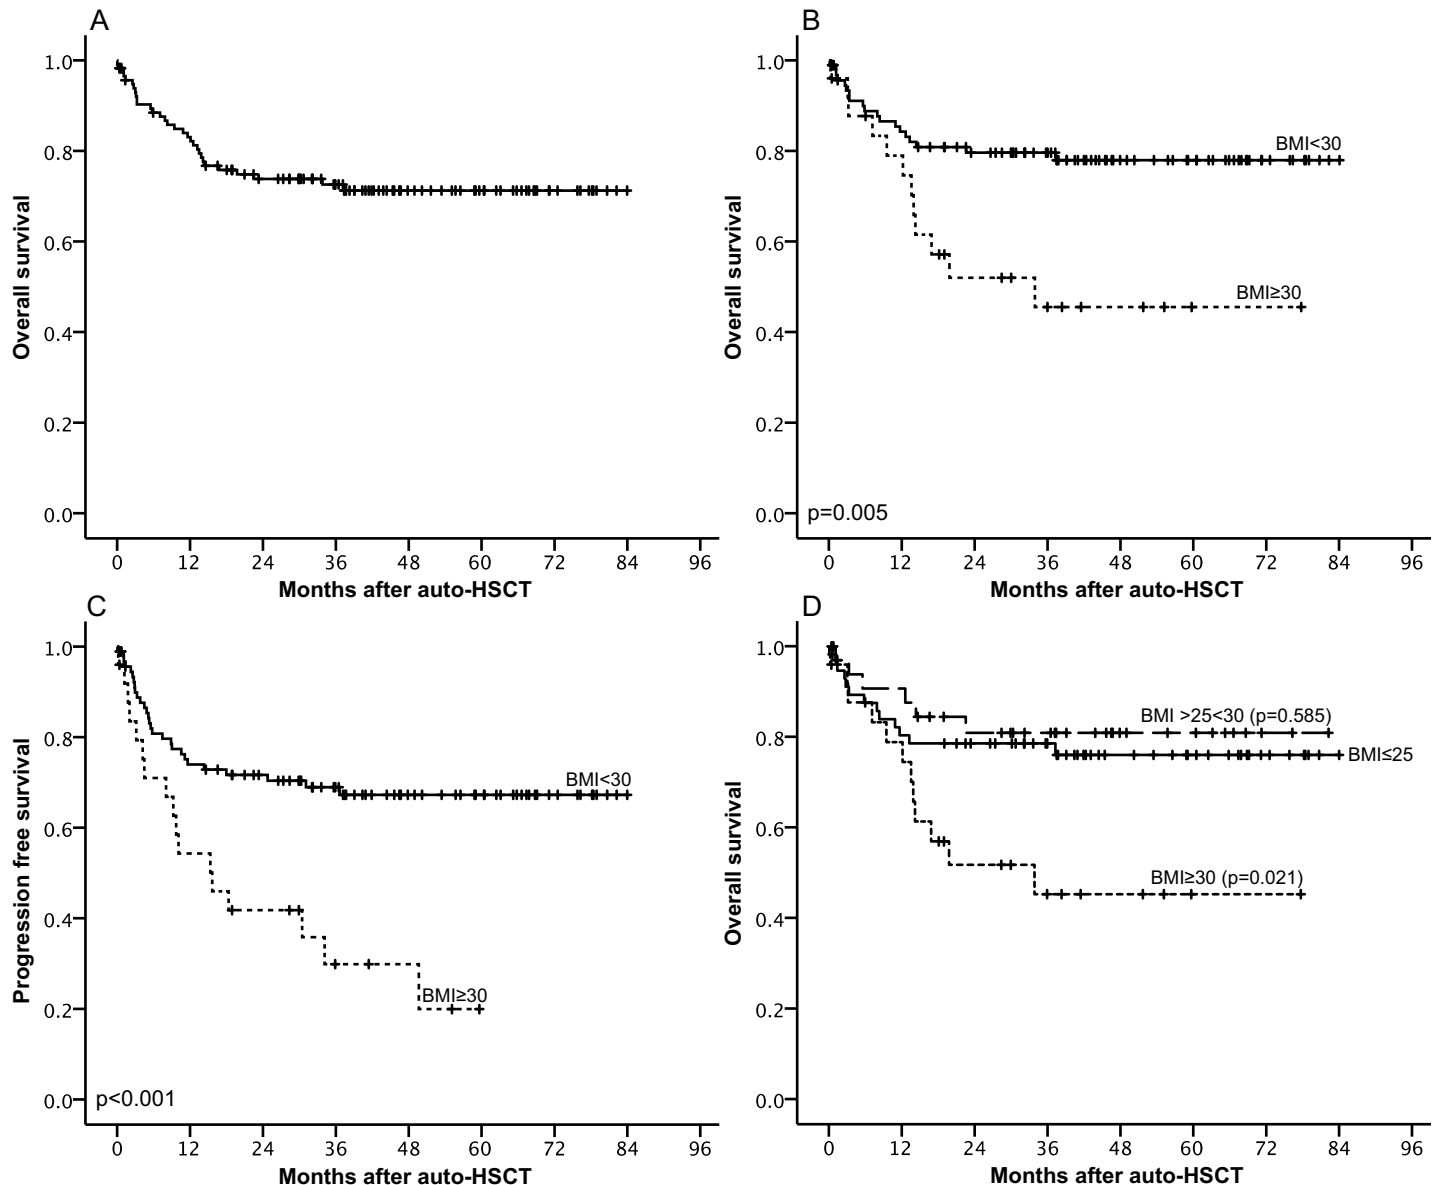 A
Overall survival
1.0
0.8
0.6
0.4
0.2
0.0
0 12 24 36 48 60 72 84 96
Months after auto-HSCT
B
Overall survival
1.0
0.8
0.6
0.4
0.2
0.0
BMI<30
BMI≥30
p=0.005
0 12 24 36 48 60 72 84 96
Months after auto-HSCT
C
Progression free survival
1.0
0.8
0.6
0.4
0.2
0.0
BMI<30
BMI≥30
p<0.001
0 12 24 36 48 60 72 84 96
Months after auto-HSCT
D
Overall survival
1.0
0.8
0.6
0.4
0.2
0.0
BMI >25<30 (p=0.585)
BMI≤25
BMI≥30 (p=0.021)
0 12 24 36 48 60 72 84 96
Months after auto-HSCT